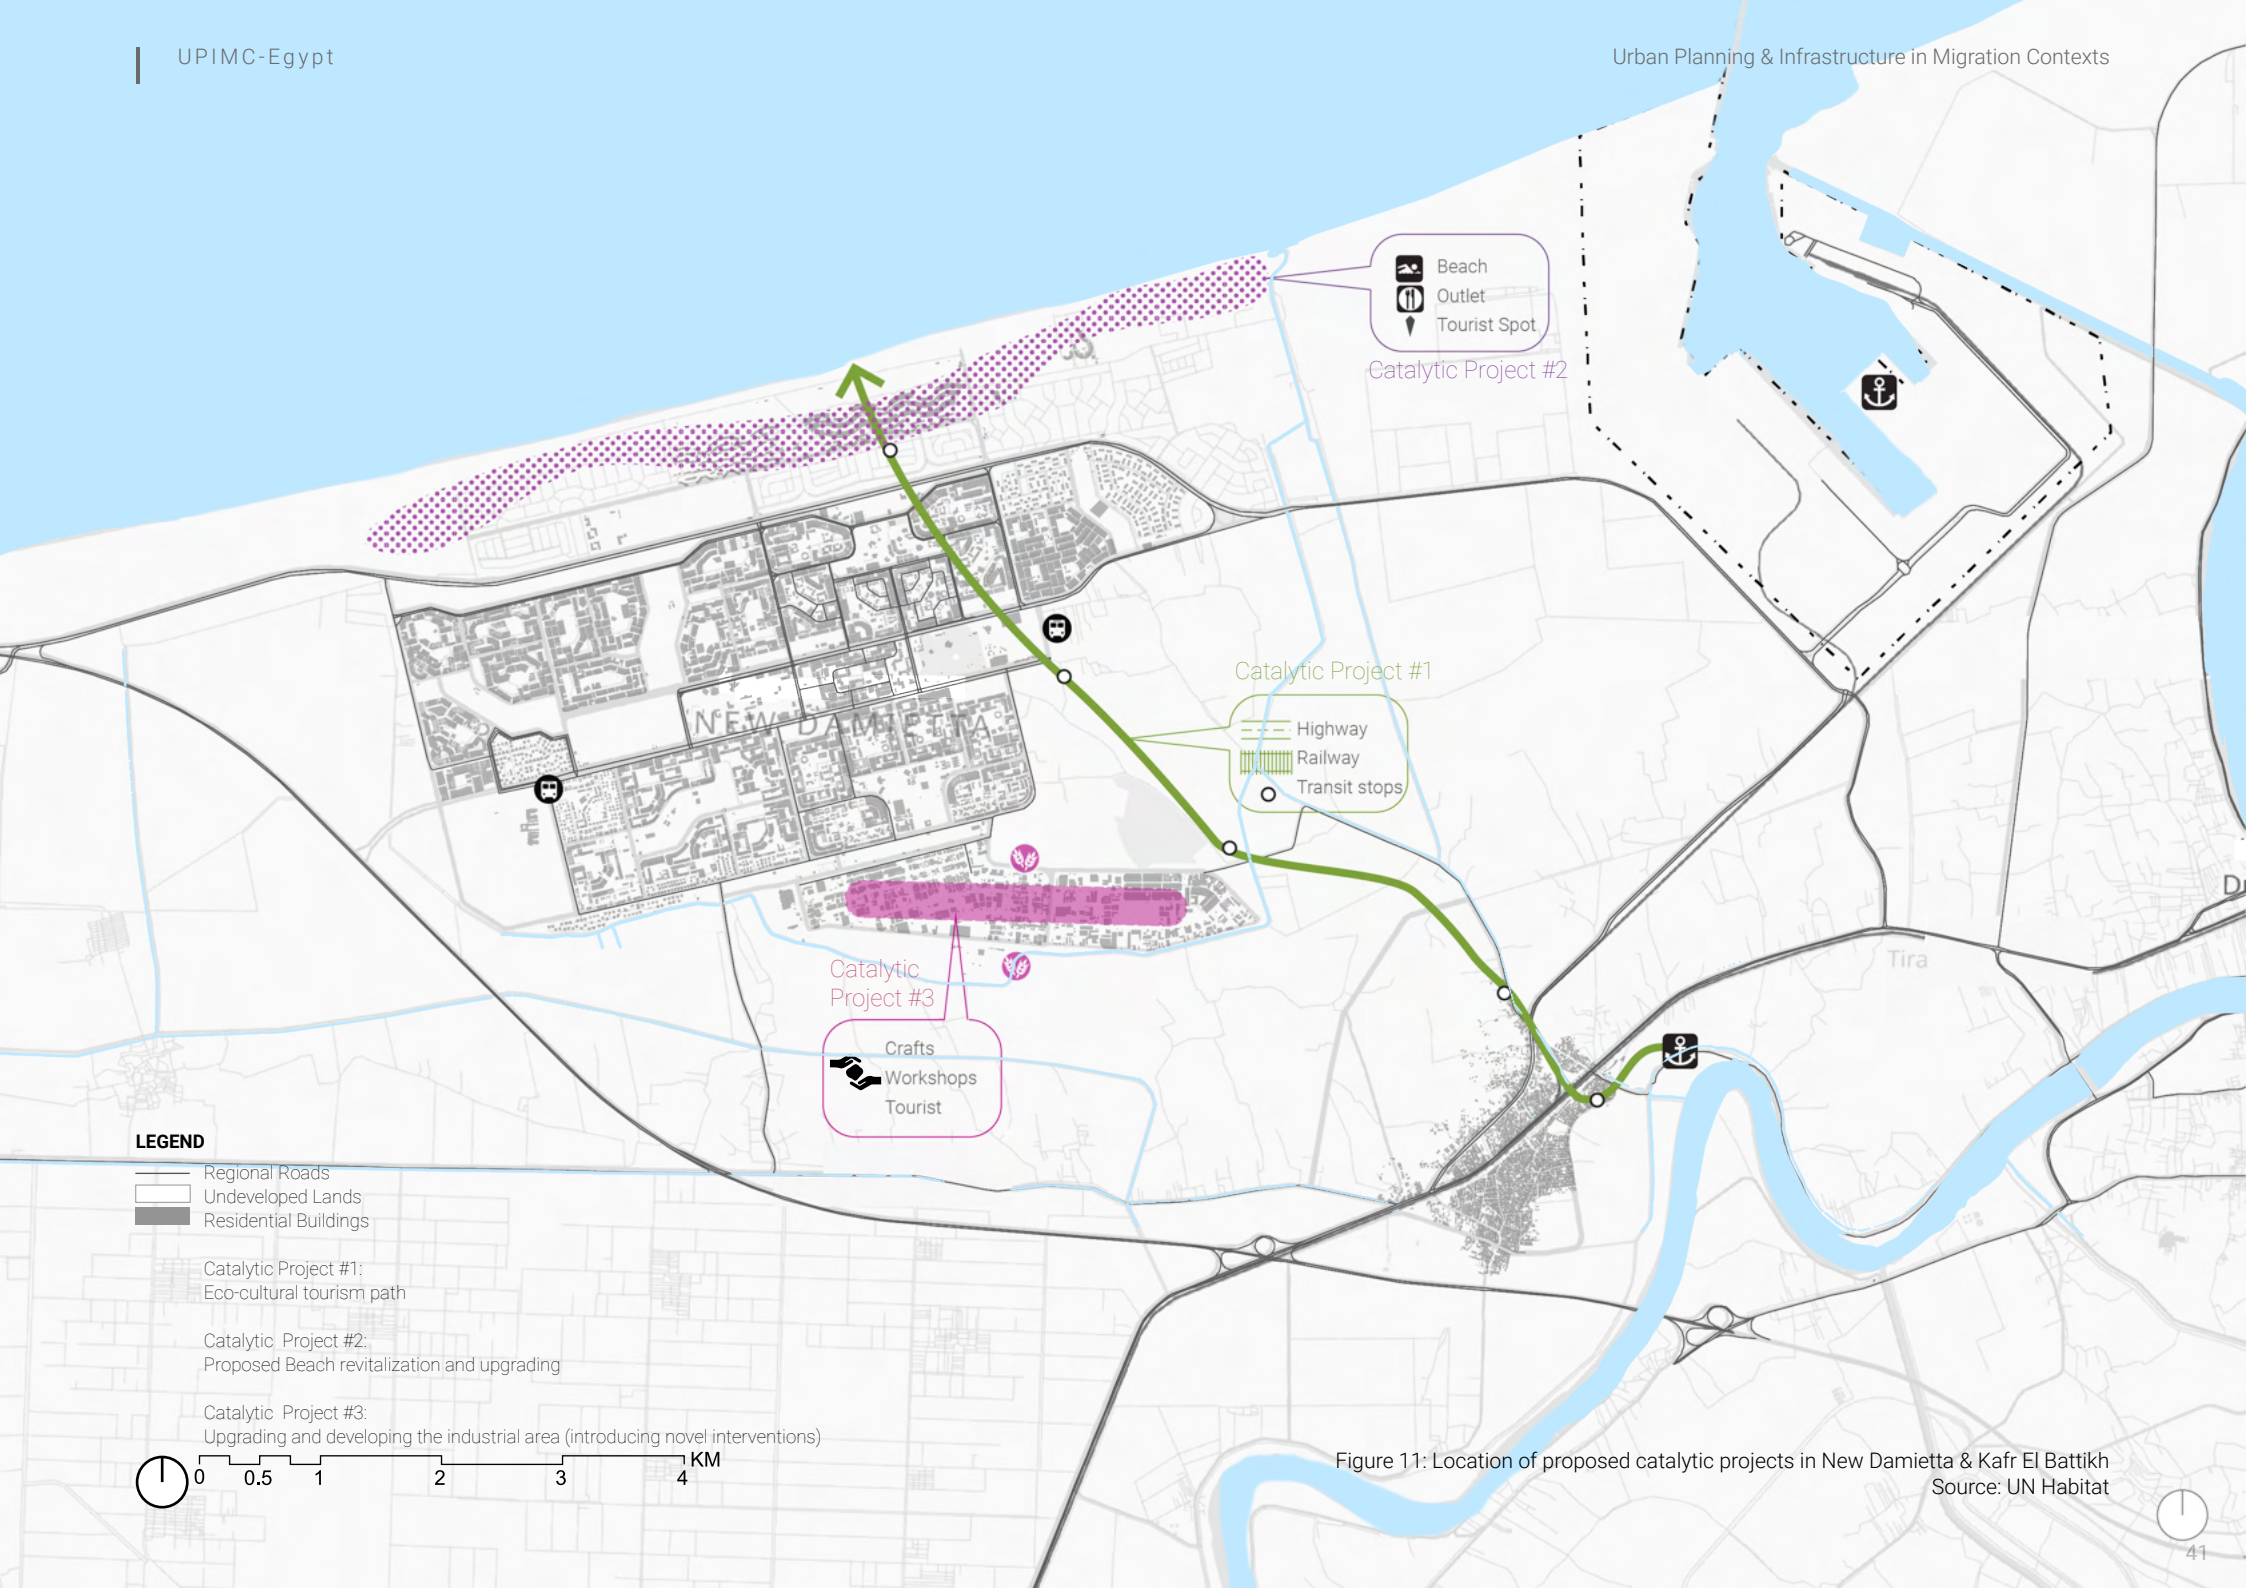 UPIMC-Egypt
Urban Planning & Infrastructure in Migration Contexts
Beach
Outlet
Tourist Spot
Catalytic Project #2
Catalytic Project #1
Highway
Railway
Transit stops
NEW DAMIETTA
Tira
Catalytic
Project #3
Crafts
Workshops
Tourist
LEGEND
Regional Roads
Undeveloped Lands
Residential Buildings
Catalytic Project #1:
Eco-cultural tourism path
Catalytic Project #2:
Proposed Beach revitalization and upgrading
Catalytic Project #3:
Upgrading and developing the industrial area (introducing novel interventions)
KM
0 0.5 1 2 3 4
Figure 11: Location of proposed catalytic projects in New Damietta & Kafr El Battikh
Source: UN Habitat
41